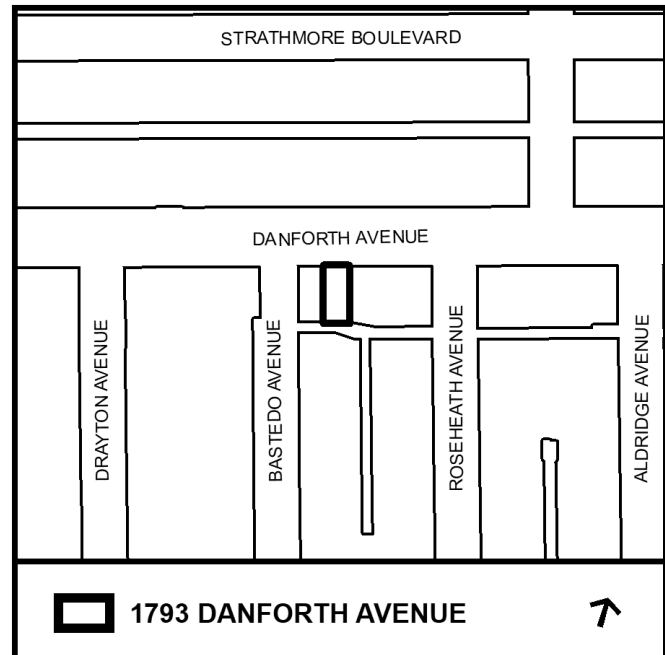 STRATHMORE BOULEVARD
DANFORTH AVENUE
DRAYTON AVENUE
BASTEDO AVENUE
ROSEHEATH AVENUE
ALDRIDGE AVENUE
1793 DANFORTH AVENUE